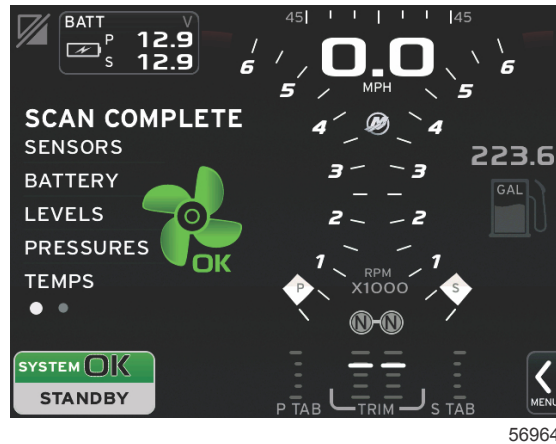 BATT V
P 12.9
S 12.9
45 45
0.0
MPH
6 6
5 5
4 4
3 3
2 2
1 1
RPM
X1000
P S
N N
SCAN COMPLETE
SENSORS
BATTERY
LEVELS
PRESSURES
TEMPS
OK
223.6
GAL
SYSTEM OK
STANDBY
P TAB TRIM S TAB
MENU
56964